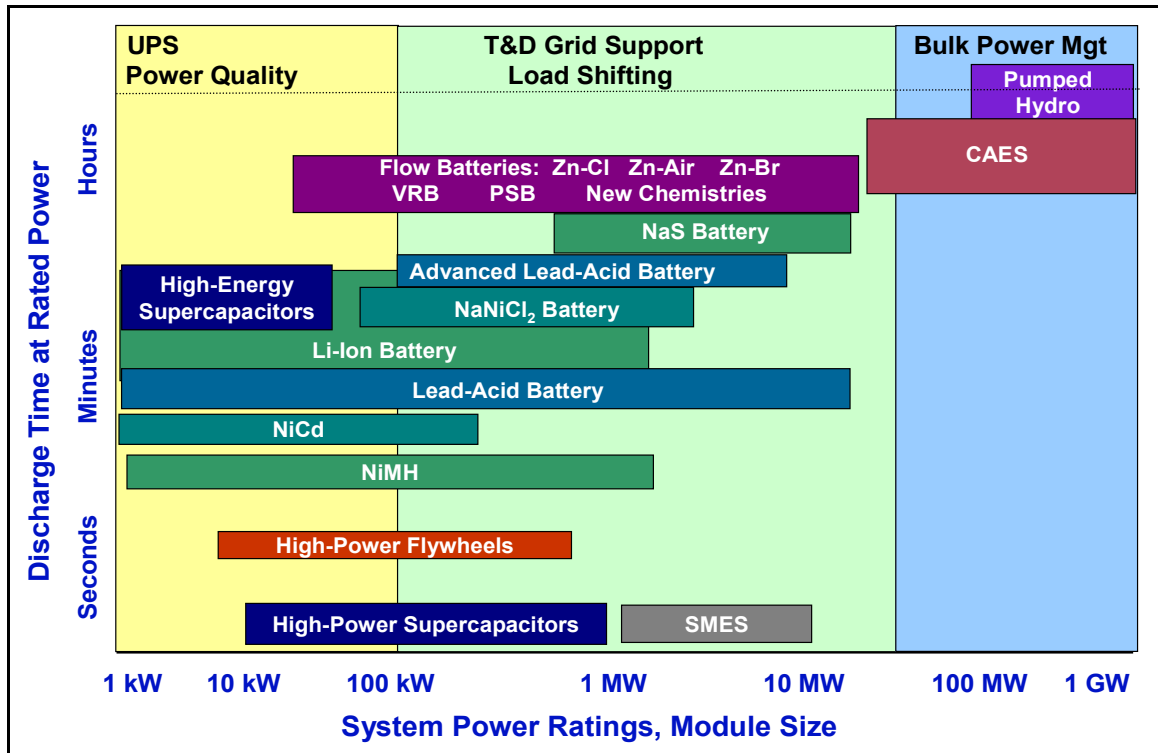 UPS
Power Quality
T&D Grid Support
Load Shifting
Bulk Power Mgt
Pumped
Hydro
CAES
Flow Batteries: Zn-Cl Zn-Air Zn-Br
VRB PSB New Chemistries
NaS Battery
Advanced Lead-Acid Battery
High-Energy
Supercapacitors
NaNiCl₂ Battery
Li-Ion Battery
Lead-Acid Battery
NiCd
NiMH
High-Power Flywheels
High-Power Supercapacitors
SMES
Discharge Time at Rated Power
Hours
Minutes
Seconds
1 kW 10 kW 100 kW 1 MW 10 MW 100 MW 1 GW
System Power Ratings, Module Size